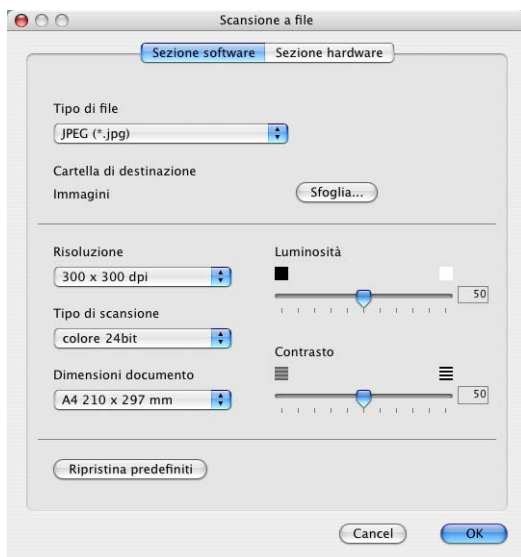 Scansione a file
Sezione software Sezione hardware
Tipo di file
JPEG (*.jpg)
Cartella di destinazione
Immagini Sfoglia...
Risoluzione
300 x 300 dpi
Tipo di scansione
colore 24bit
Dimensioni documento
A4 210 x 297 mm
Luminosità
50
Contrasto
50
Ripristina predefiniti
Cancel OK